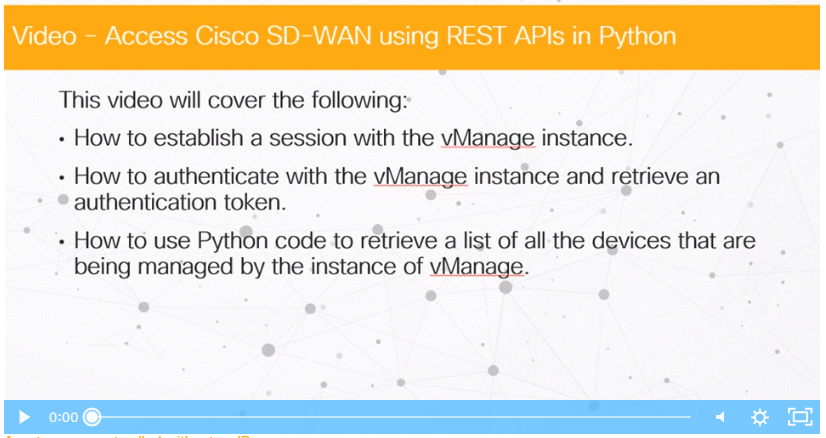 Video - Access Cisco SD-WAN using REST APIs in Python
This video will cover the following:
• How to establish a session with the vManage instance.
• How to authenticate with the vManage instance and retrieve an
authentication token.
• How to use Python code to retrieve a list of all the devices that are
being managed by the instance of vManage.
0:00